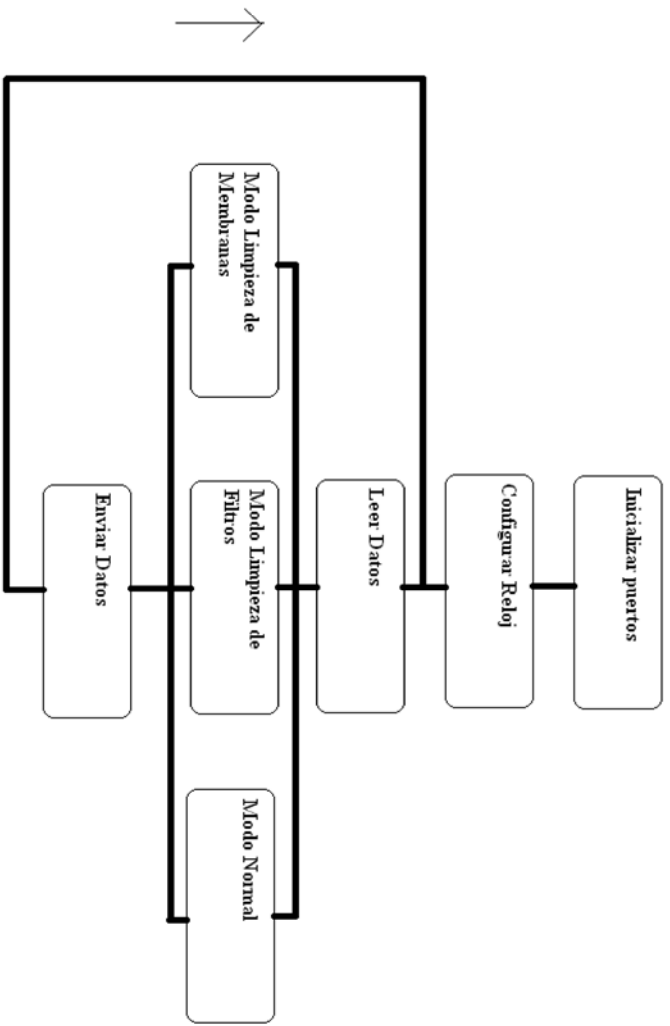 Inicializar puertos
Configurar Reloj
Leer Datos
Modo Limpieza de
Membranas
Modo Limpieza de
Filtros
Modo Normal
Enviar Datos